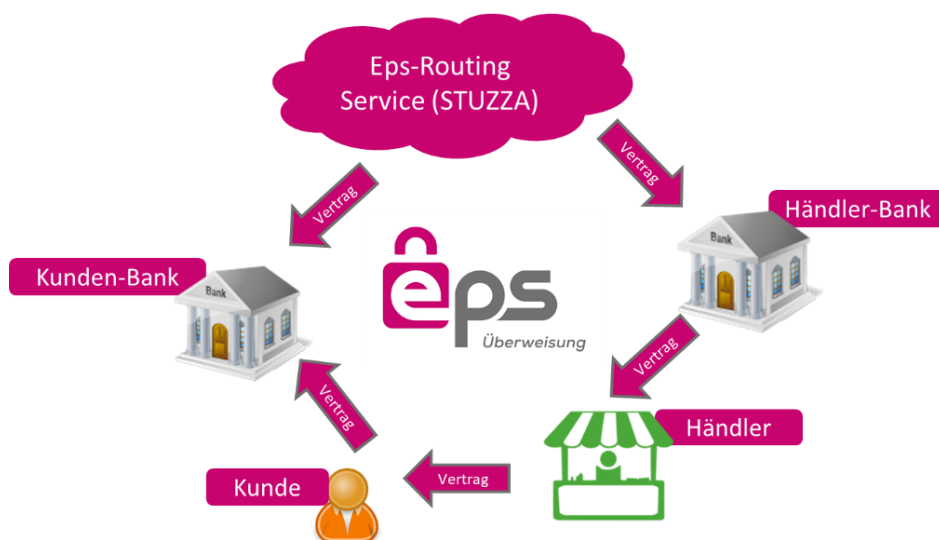 Eps-Routing
Service (STUZZA)
Vertrag
Vertrag
Händler-Bank
Bank
Kunden-Bank
Bank
eps
Überweisung
Vertrag
Vertrag
Händler
Vertrag
Kunde